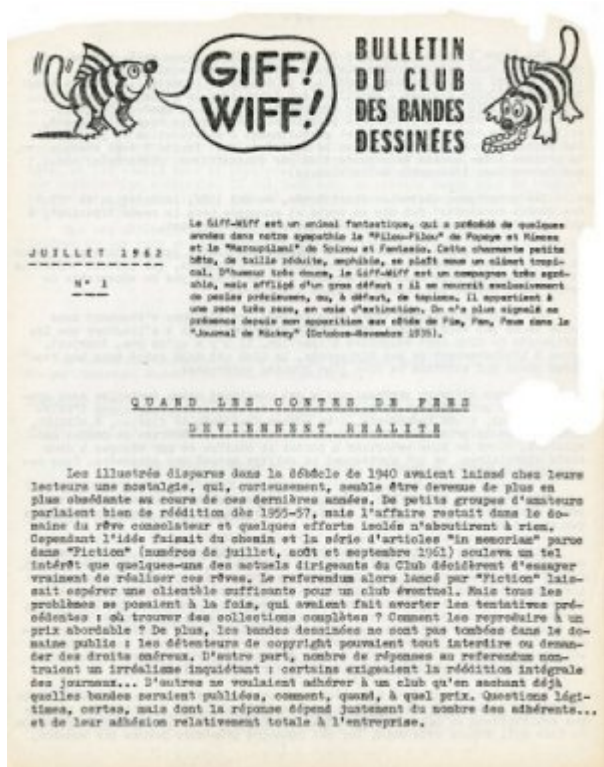 GIFF!
WIFF!
BULLETIN
DU CLUB
DES BANDES
DESSINÉES
JUILLET 1962
N° 1
Le Giff-Wiff est un animal fantastique, qui a précédé de quelques
années dans notre sympathie le "Pilou-Pilou" de Popeye et Mimosa
et le "Marsupilami" de Spirou et Fantasio. Cette charmante petite
bête, de taille réduite, amphibie, se plaît sous un climat tropi-
cal. D'humeur très douce, le Giff-Wiff est un compagnon très agré-
able, mais affligé d'un gros défaut : il se nourrit exclusivement
de perles précieuses, ou, à défaut, de tapioca. Il appartient à
une race très rare, en voie d'extinction. On n'a plus signalé sa
présence depuis son apparition aux côtés de Pim, Pam, Poum dans le
"Journal de Mickey" (Octobre-Novembre 1935).
QUAND LES CONTES DE FEES
DEVIENNENT REALITE
Les illustrés disparus dans la débâcle de 1940 avaient laissé chez leurs
lecteurs une nostalgie, qui, curieusement, semble être devenue de plus en
plus obsédante au cours de ces dernières années. De petits groupes d'amateurs
parlaient bien de réédition dès 1955-57, mais l'affaire restait dans le do-
maine du rêve consolateur et quelques efforts isolés n'aboutirent à rien.
Cependant l'idée faisait du chemin et la série d'articles "in memoriam" parue
dans "Fiction" (numéros de juillet, août et septembre 1961) souleva un tel
intérêt que quelques-uns des actuels dirigeants du Club décidèrent d'essayer
vraiment de réaliser ces rêves. Le referendum alors lancé par "Fiction" lais-
sait espérer une clientèle suffisante pour un club éventuel. Mais tous les
problèmes se posaient à la fois, qui avaient fait avorter les tentatives pré-
cédentes : où trouver des collections complètes ? Comment les reproduire à un
prix abordable ? De plus, les bandes dessinées ne sont pas tombées dans le do-
maine public : les détenteurs de copyright pouvaient tout interdire ou deman-
der des droits onéreux. D'autre part, nombre de réponses au referendum mon-
traient un irréalisme inquiétant : certains exigeaient la réédition intégrale
des journaux... D'autres ne voulaient adhérer à un club qu'en sachant déjà
quelles bandes seraient publiées, comment, quand, à quel prix. Questions légi-
times, certes, mais dont la réponse dépend justement du nombre des adhérents...
et de leur adhésion relativement totale à l'entreprise.